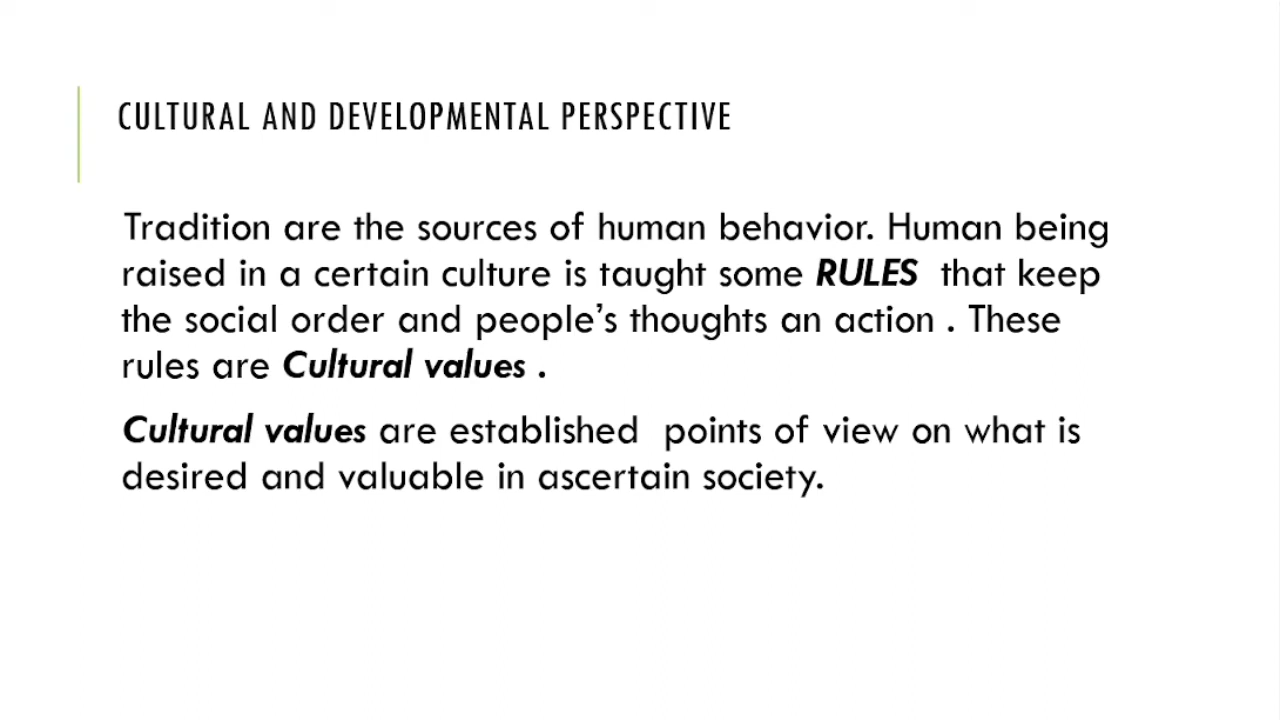 CULTURAL AND DEVELOPMENTAL PERSPECTIVE
Tradition are the sources of human behavior. Human being
raised in a certain culture is taught some RULES that keep
the social order and people’s thoughts an action . These
rules are Cultural values .
Cultural values are established points of view on what is
desired and valuable in ascertain society.